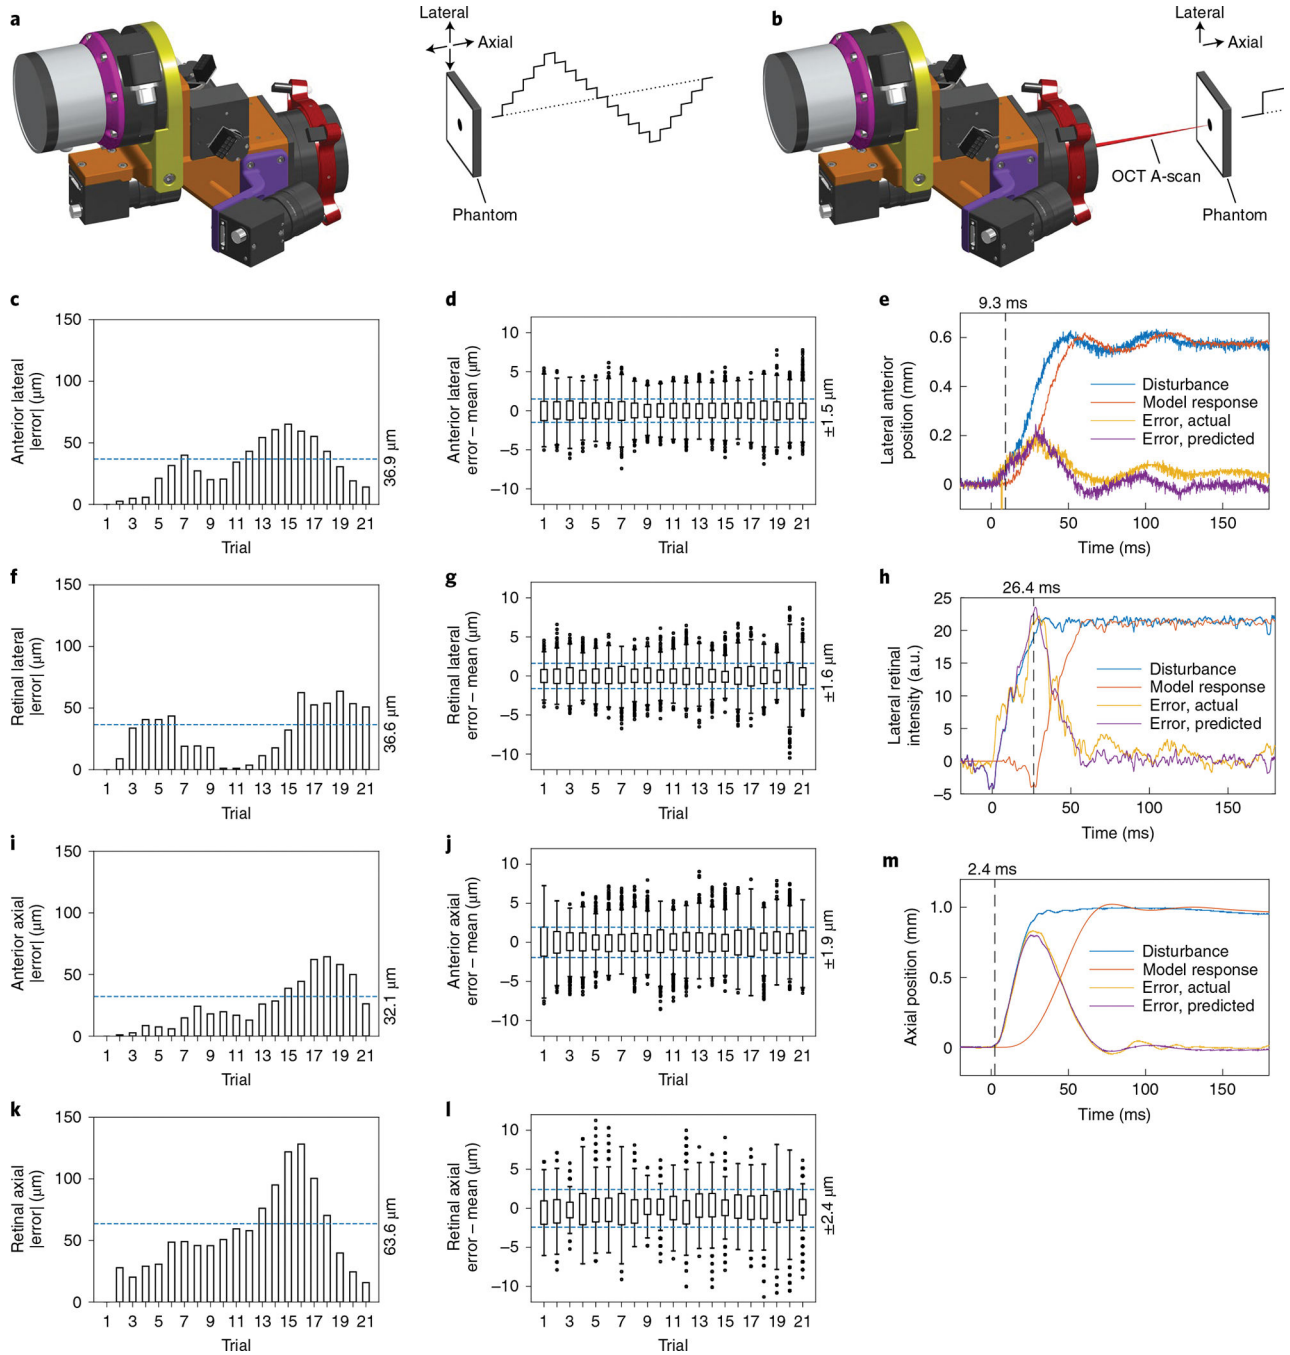 a
Lateral
Axial
Phantom
b
Lateral
Axial
OCT A-scan
Phantom
c
Anterior lateral
|error| (µm)
150
100
50
0
1 3 5 7 9 11 13 15 17 19 21
Trial
36.9 µm
d
Anterior lateral
error – mean (µm)
10
5
0
–5
–10
1 3 5 7 9 11 13 15 17 19 21
Trial
±1.5 µm
e
9.3 ms
Lateral anterior
position (mm)
0.6
0.4
0.2
0
Disturbance
Model response
Error, actual
Error, predicted
0 50 100 150
Time (ms)
f
Retinal lateral
|error| (µm)
150
100
50
0
1 3 5 7 9 11 13 15 17 19 21
Trial
36.6 µm
g
Retinal lateral
error – mean (µm)
10
5
0
–5
–10
1 3 5 7 9 11 13 15 17 19 21
Trial
±1.6 µm
h
26.4 ms
Lateral retinal
intensity (a.u.)
25
20
15
10
5
0
–5
Disturbance
Model response
Error, actual
Error, predicted
0 50 100 150
Time (ms)
i
Anterior axial
|error| (µm)
150
100
50
0
1 3 5 7 9 11 13 15 17 19 21
Trial
32.1 µm
j
Anterior axial
error – mean (µm)
10
5
0
–5
–10
1 3 5 7 9 11 13 15 17 19 21
Trial
±1.9 µm
m
2.4 ms
Axial position (mm)
1.0
0.5
0
Disturbance
Model response
Error, actual
Error, predicted
0 50 100 150
Time (ms)
k
Retinal axial
|error| (µm)
150
100
50
0
1 3 5 7 9 11 13 15 17 19 21
Trial
63.6 µm
l
Retinal axial
error – mean (µm)
10
5
0
–5
–10
1 3 5 7 9 11 13 15 17 19 21
Trial
±2.4 µm